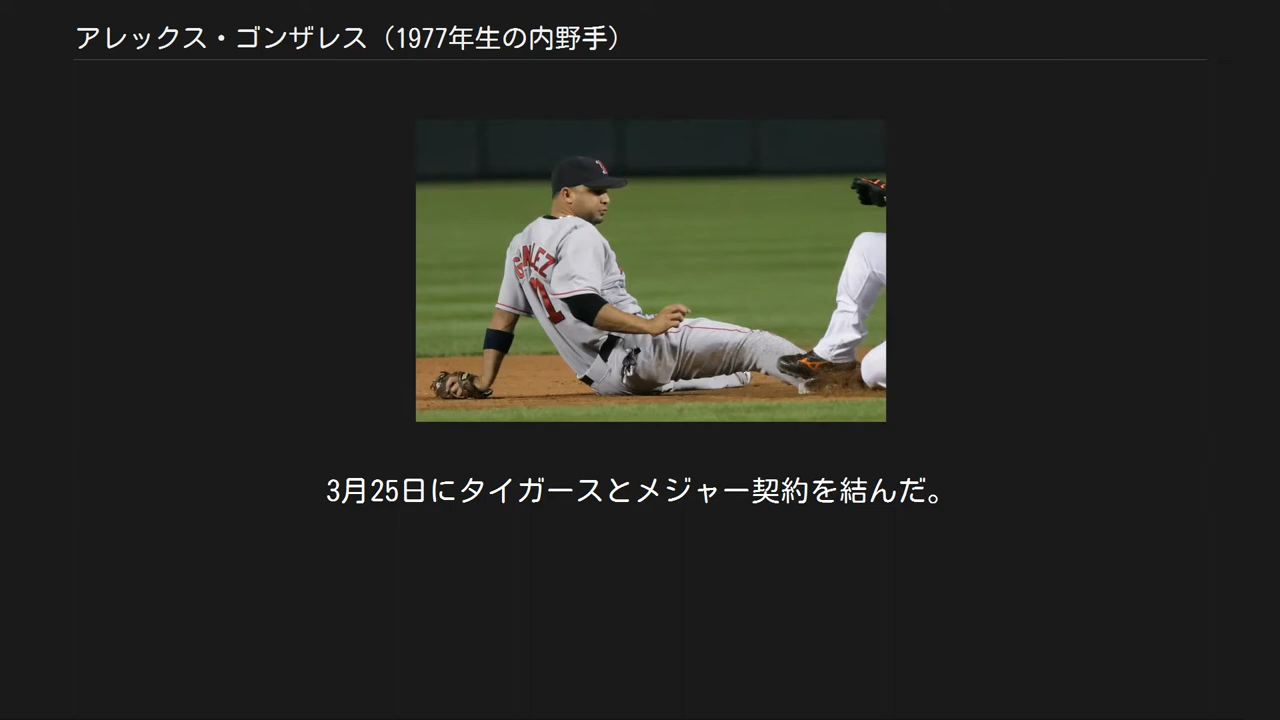 アレックス・ゴンザレス（1977年生の内野手）
3月25日にタイガースとメジャー契約を結んだ。